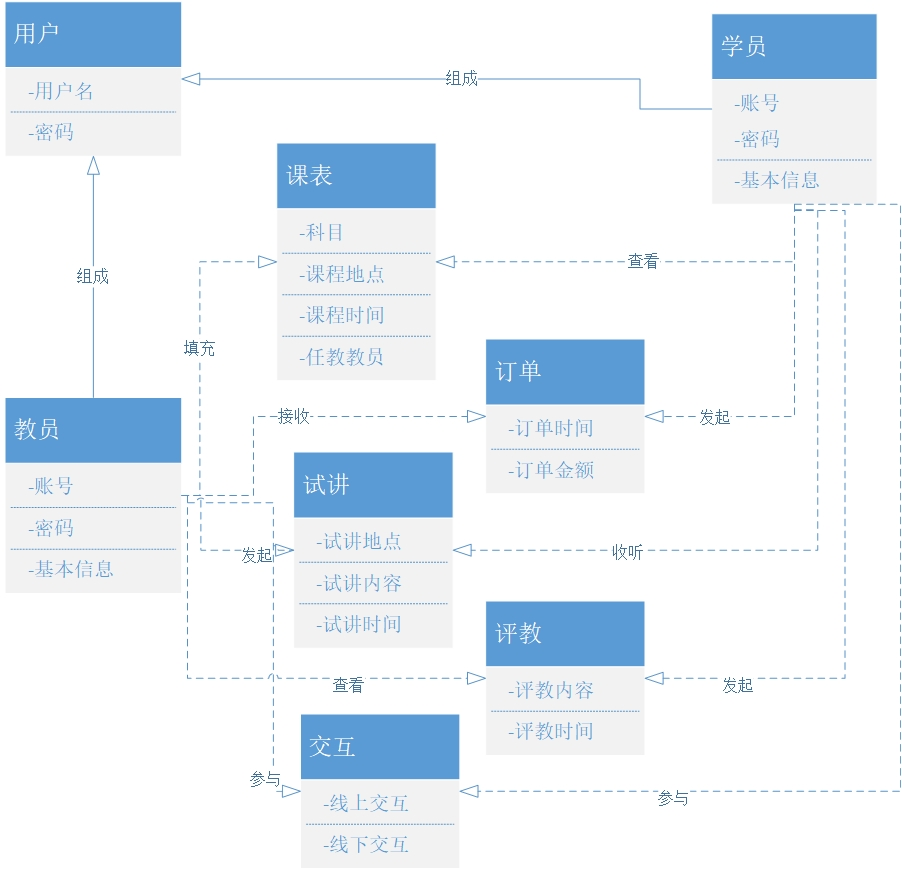 用户
-用户名
-密码
学员
-账号
-密码
-基本信息
组成
课表
-科目
-课程地点
-课程时间
-任教教员
查看
组成
填充
订单
-订单时间
-订单金额
发起
接收
教员
-账号
-密码
-基本信息
试讲
-试讲地点
-试讲内容
-试讲时间
发起
收听
评教
-评教内容
-评教时间
查看
发起
交互
-线上交互
-线下交互
参与
参与